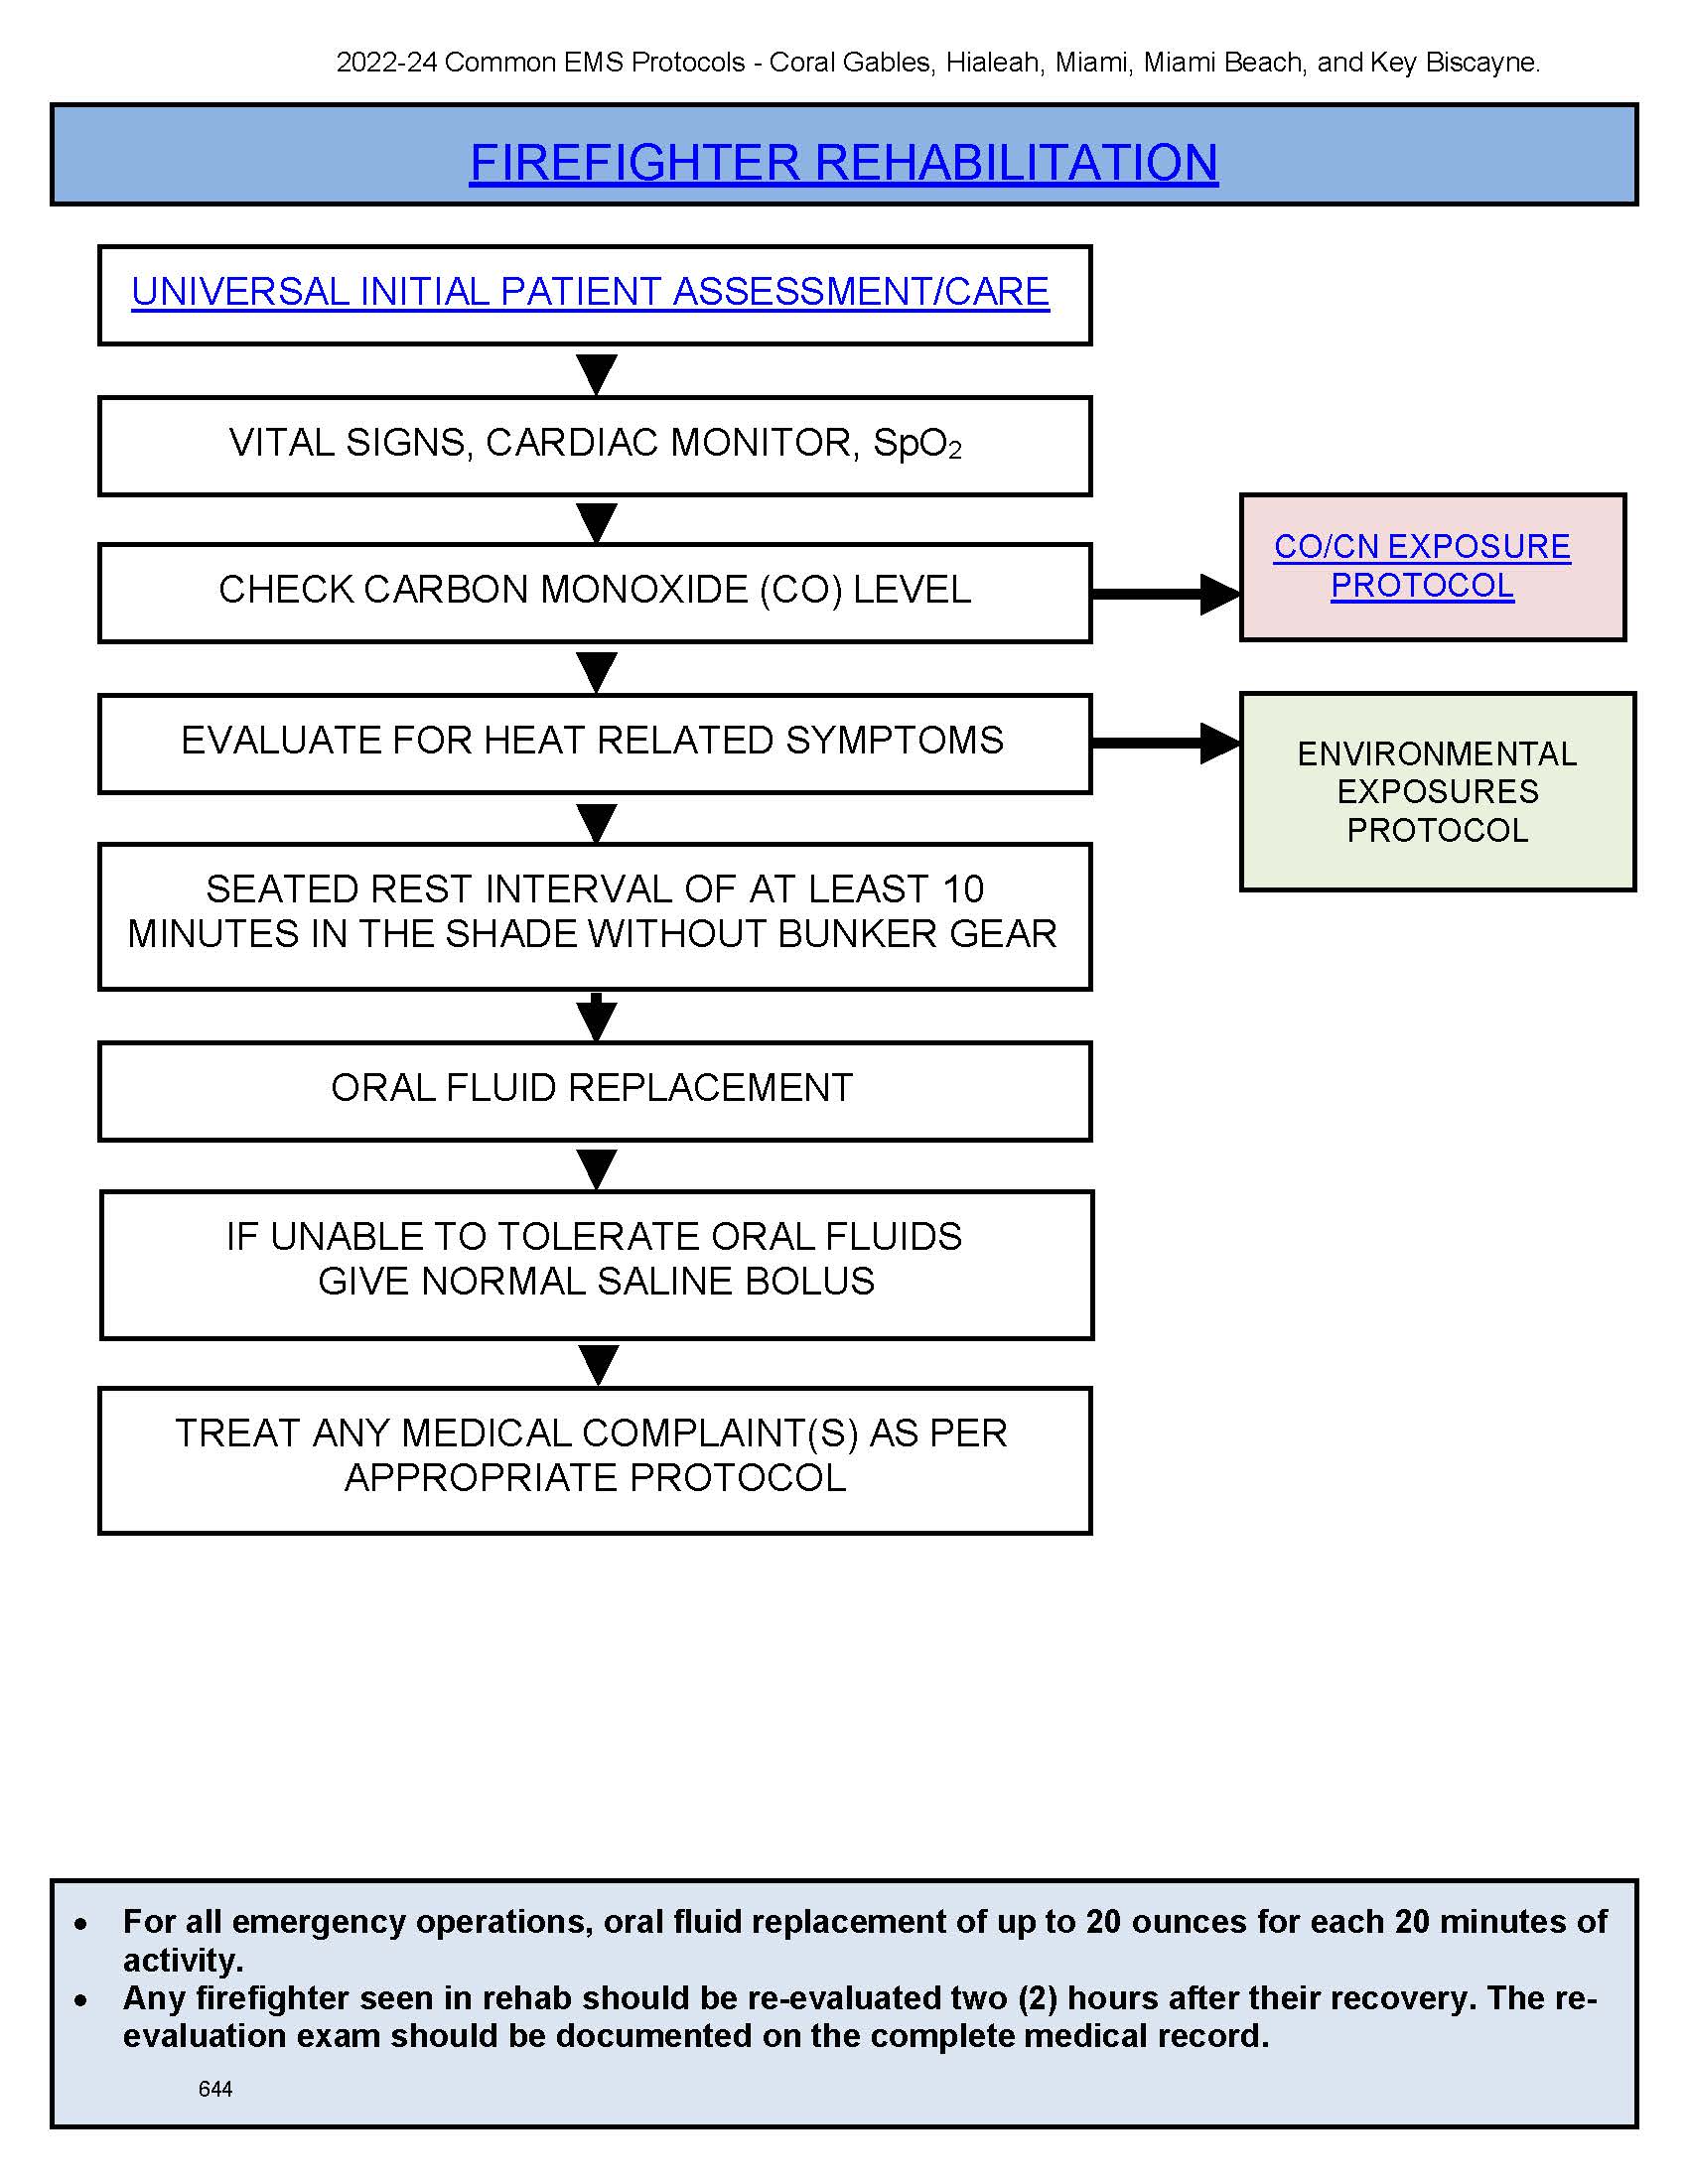 2022-24 Common EMS Protocols - Coral Gables, Hialeah, Miami, Miami Beach, and Key Biscayne.
FIREFIGHTER REHABILITATION
UNIVERSAL INITIAL PATIENT ASSESSMENT/CARE
VITAL SIGNS, CARDIAC MONITOR, SpO₂
CHECK CARBON MONOXIDE (CO) LEVEL
CO/CN EXPOSURE
PROTOCOL
EVALUATE FOR HEAT RELATED SYMPTOMS
ENVIRONMENTAL
EXPOSURES
PROTOCOL
SEATED REST INTERVAL OF AT LEAST 10
MINUTES IN THE SHADE WITHOUT BUNKER GEAR
ORAL FLUID REPLACEMENT
IF UNABLE TO TOLERATE ORAL FLUIDS
GIVE NORMAL SALINE BOLUS
TREAT ANY MEDICAL COMPLAINT(S) AS PER
APPROPRIATE PROTOCOL
• For all emergency operations, oral fluid replacement of up to 20 ounces for each 20 minutes of
activity.
• Any firefighter seen in rehab should be re-evaluated two (2) hours after their recovery. The re-
evaluation exam should be documented on the complete medical record.
644